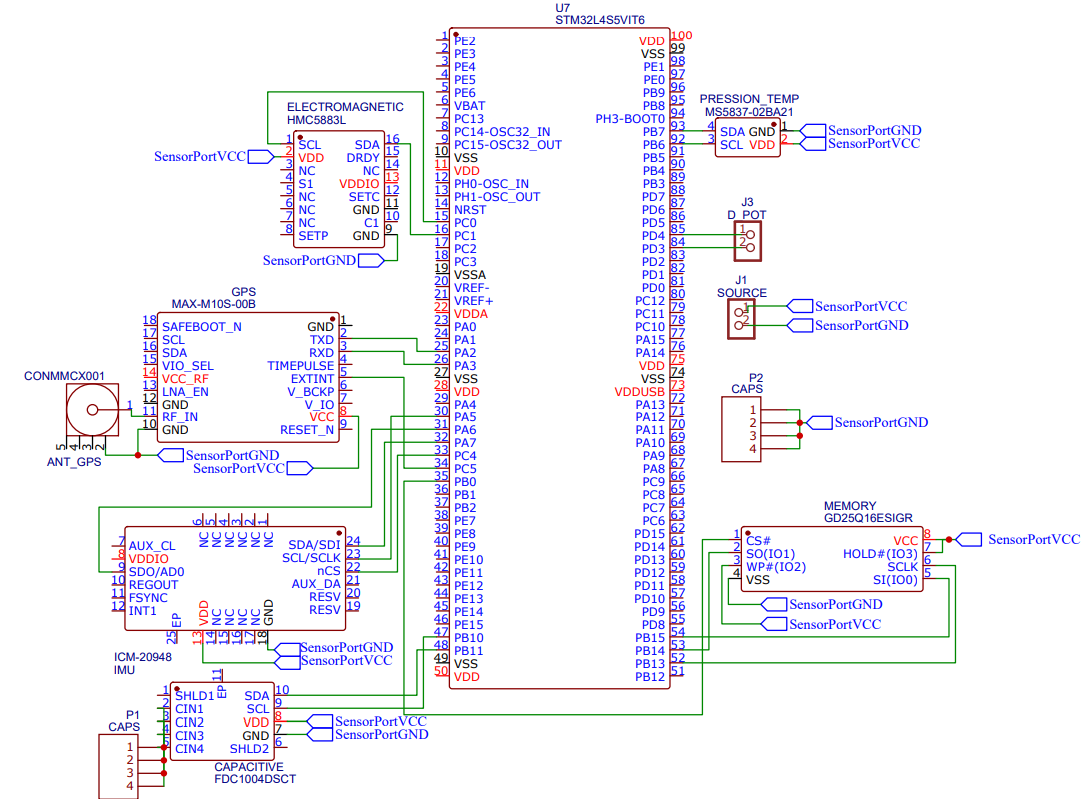 U7
STM32L4S5VIT6
1 PE2
2 PE3
3 PE4
4 PE5
5 PE6
6 VBAT
7 PC13
8 PC14-OSC32_IN
9 PC15-OSC32_OUT
10 VSS
11 VDD
12 PH0-OSC_IN
13 PH1-OSC_OUT
14 NRST
15 PC0
16 PC1
17 PC2
18 PC3
19 VSSA
20 VREF-
21 VREF+
22 VDDA
23 PA0
24 PA1
25 PA2
26 PA3
27 VSS
28 VDD
29 PA4
30 PA5
31 PA6
32 PA7
33 PC4
34 PC5
35 PB0
36 PB1
37 PB2
38 PE7
39 PE8
40 PE9
41 PE10
42 PE11
43 PE12
44 PE13
45 PE14
46 PE15
47 PB10
48 PB11
49 VSS
50 VDD
VDD 100
VSS 99
PE1 98
PE0 97
PB9 96
PB8 95
PH3-BOOT0 94
PB7 93
PB6 92
PB5 91
PB4 90
PB3 89
PD7 88
PD6 87
PD5 86
PD4 85
PD3 84
PD2 83
PD1 82
PD0 81
PC12 80
PC11 79
PC10 78
PA15 77
PA14 76
VDD 75
VSS 74
VDDUSB 73
PA13 72
PA12 71
PA11 70
PA10 69
PA9 68
PA8 67
PC9 66
PC8 65
PC7 64
PC6 63
PD15 62
PD14 61
PD13 60
PD12 59
PD11 58
PD10 57
PD9 56
PD8 55
PB15 54
PB14 53
PB13 52
PB12 51
ELECTROMAGNETIC
HMC5883L
1 SCL SDA 16
2 VDD DRDY 15
3 NC NC 14
4 S1 VDDIO 13
5 NC SETC 12
6 NC GND 11
7 NC C1 10
8 SETP GND 9
SensorPortVCC
SensorPortGND
PRESSION_TEMP
MS5837-02BA21
4 SDA GND 1
3 SCL VDD 2
SensorPortGND
SensorPortVCC
J3
D_POT
1
2
J1
SOURCE
1
2
SensorPortVCC
SensorPortGND
GPS
MAX-M10S-00B
18 SAFEBOOT_N GND 1
17 SCL TXD 2
16 SDA RXD 3
15 VIO_SEL TIMEPULSE 4
14 VCC_RF EXTINT 5
13 LNA_EN V_BCKP 6
12 GND V_IO 7
11 RF_IN VCC 8
10 GND RESET_N 9
CONMMCX001
1
5 4 3 2
ANT_GPS
SensorPortGND
SensorPortVCC
P2
CAPS
1
2
3
4
SensorPortGND
MEMORY
GD25Q16ESIGR
1 CS# VCC 8
2 SO(IO1) HOLD#(IO3) 7
3 WP#(IO2) SCLK 6
4 VSS SI(IO0) 5
SensorPortVCC
SensorPortGND
SensorPortVCC
6 5 4 3 2 1
NC NC NC NC NC NC
7 AUX_CL SDA/SDI 24
8 VDDIO SCL/SCLK 23
9 SDO/AD0 nCS 22
10 REGOUT AUX_DA 21
11 FSYNC RESV 20
12 INT1 RESV 19
EP VDD NC NC NC NC GND
25 13 14 15 16 17 18
SensorPortGND
SensorPortVCC
ICM-20948
IMU
11
EP
1 SHLD1 SDA 10
2 CIN1 SCL 9
3 CIN2 VDD 8
4 CIN3 GND 7
5 CIN4 SHLD2 6
SensorPortVCC
SensorPortGND
CAPACITIVE
FDC1004DSCT
P1
CAPS
1
2
3
4